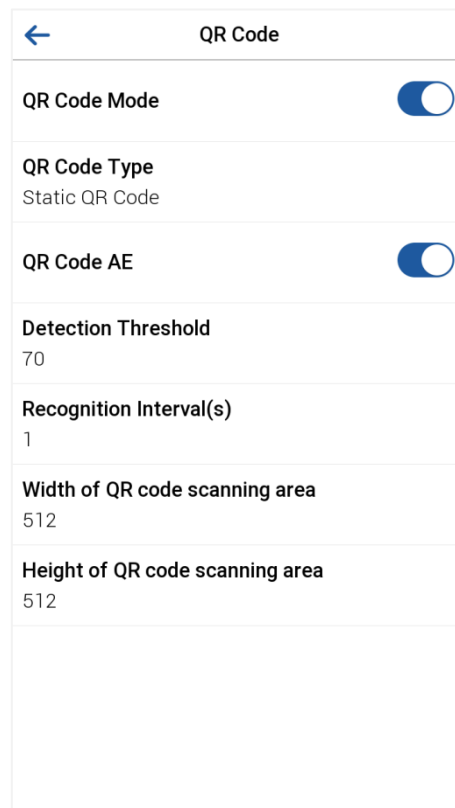 QR Code
QR Code Mode
QR Code Type
Static QR Code
QR Code AE
Detection Threshold
70
Recognition Interval(s)
1
Width of QR code scanning area
512
Height of QR code scanning area
512